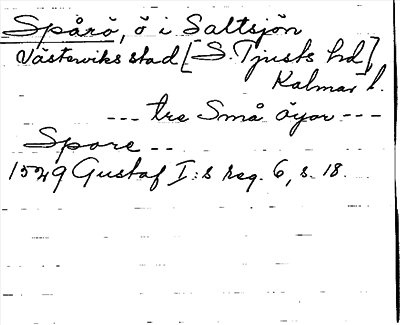 Spårö, ö i Saltsjön
Västerviks stad [S. Tjusts hd],
Kalmar l.
--- tre Små öyor ---
Spore --
1529 Gustaf I:s reg. 6, s. 18.